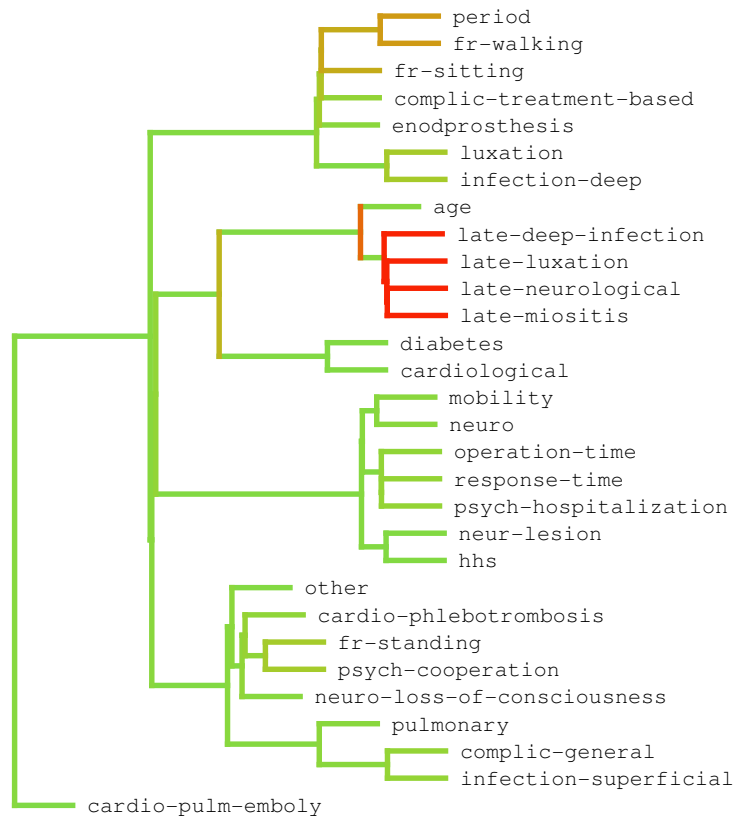 period
fr-walking
fr-sitting
complic-treatment-based
enodprosthesis
luxation
infection-deep
age
late-deep-infection
late-luxation
late-neurological
late-miositis
diabetes
cardiological
mobility
neuro
operation-time
response-time
psych-hospitalization
neur-lesion
hhs
other
cardio-phlebotrombosis
fr-standing
psych-cooperation
neuro-loss-of-consciousness
pulmonary
complic-general
infection-superficial
cardio-pulm-emboly